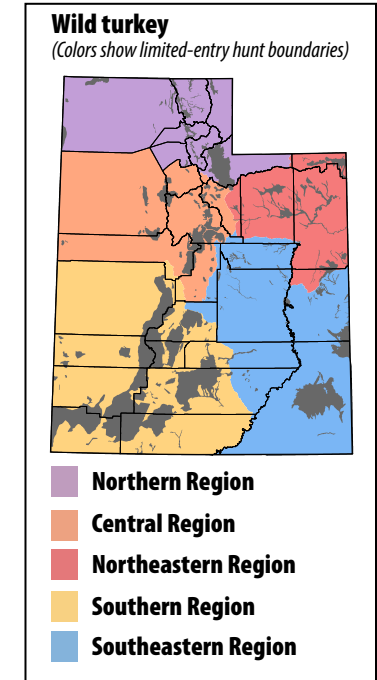 Wild turkey
(Colors show limited-entry hunt boundaries)
Northern Region
Central Region
Northeastern Region
Southern Region
Southeastern Region